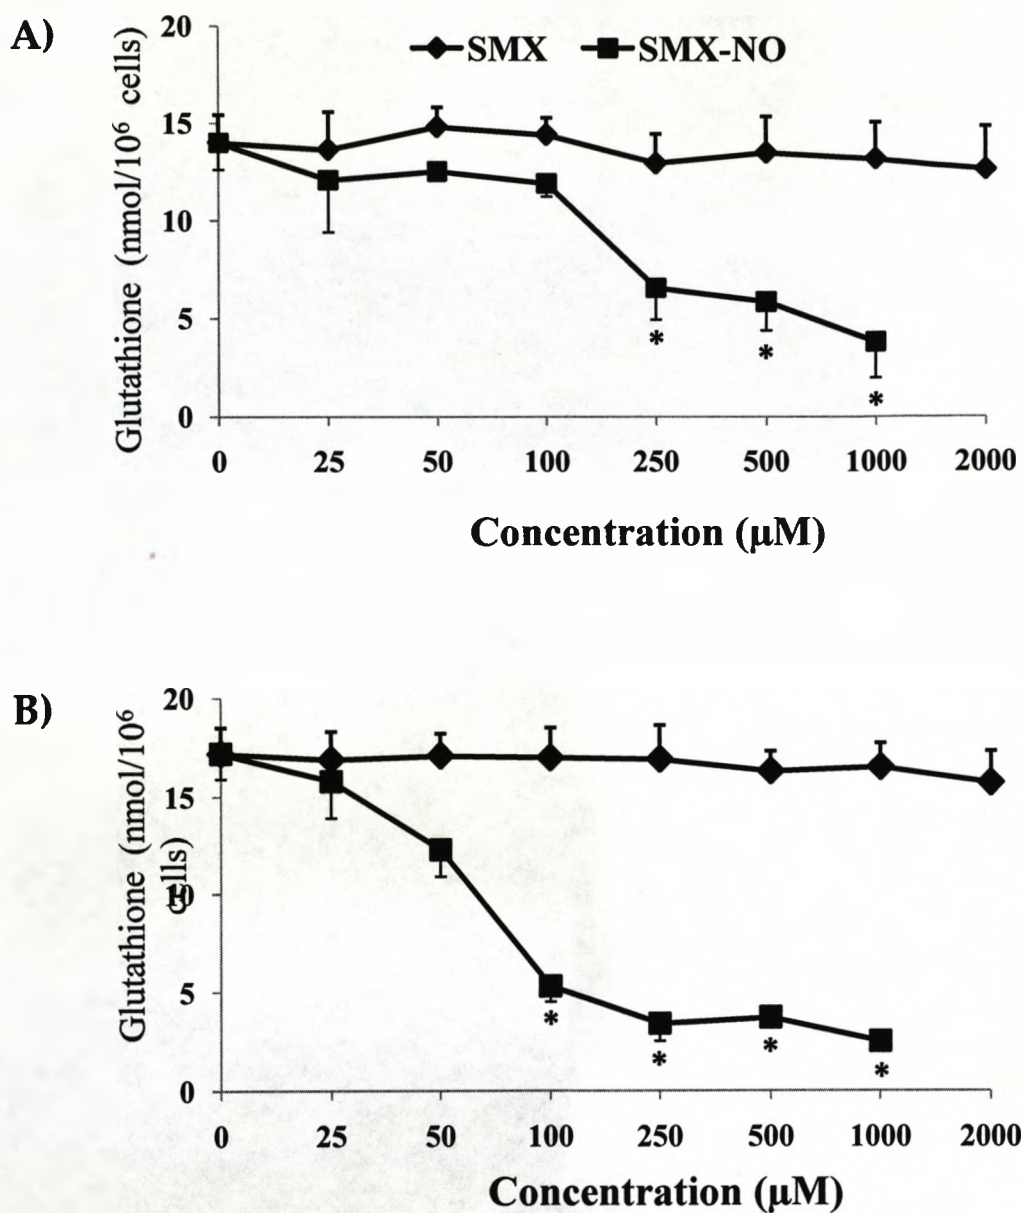 A)
20
SMX SMX-NO
15
10
5
0
Glutathione (nmol/10⁶ cells)
* * *
0 25 50 100 250 500 1000 2000
Concentration (μM)
B)
20
15
10
5
0
Glutathione (nmol/10⁶
cells)
* * * *
0 25 50 100 250 500 1000 2000
Concentration (μM)